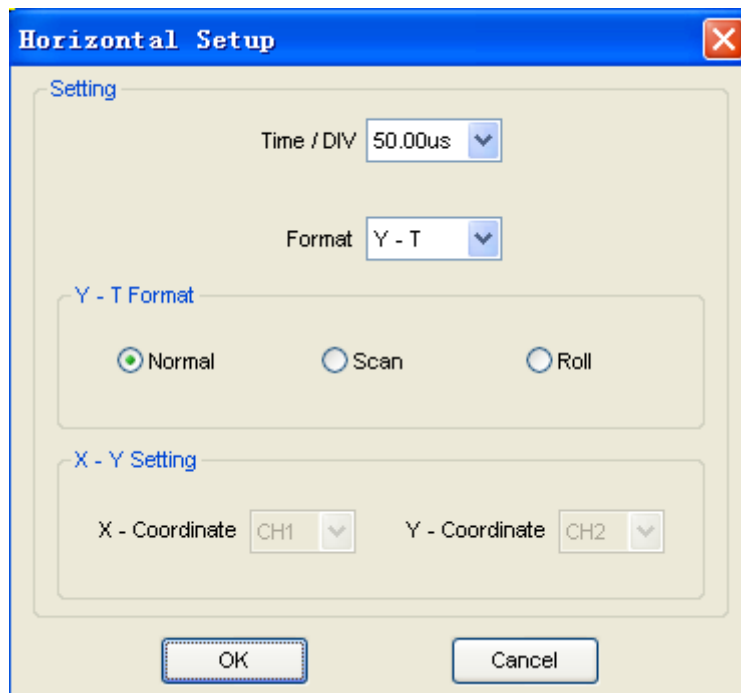 Horizontal Setup
Setting
Time / DIV 50.00us
Format Y - T
Y - T Format
Normal Scan Roll
X - Y Setting
X - Coordinate CH1 Y - Coordinate CH2
OK Cancel